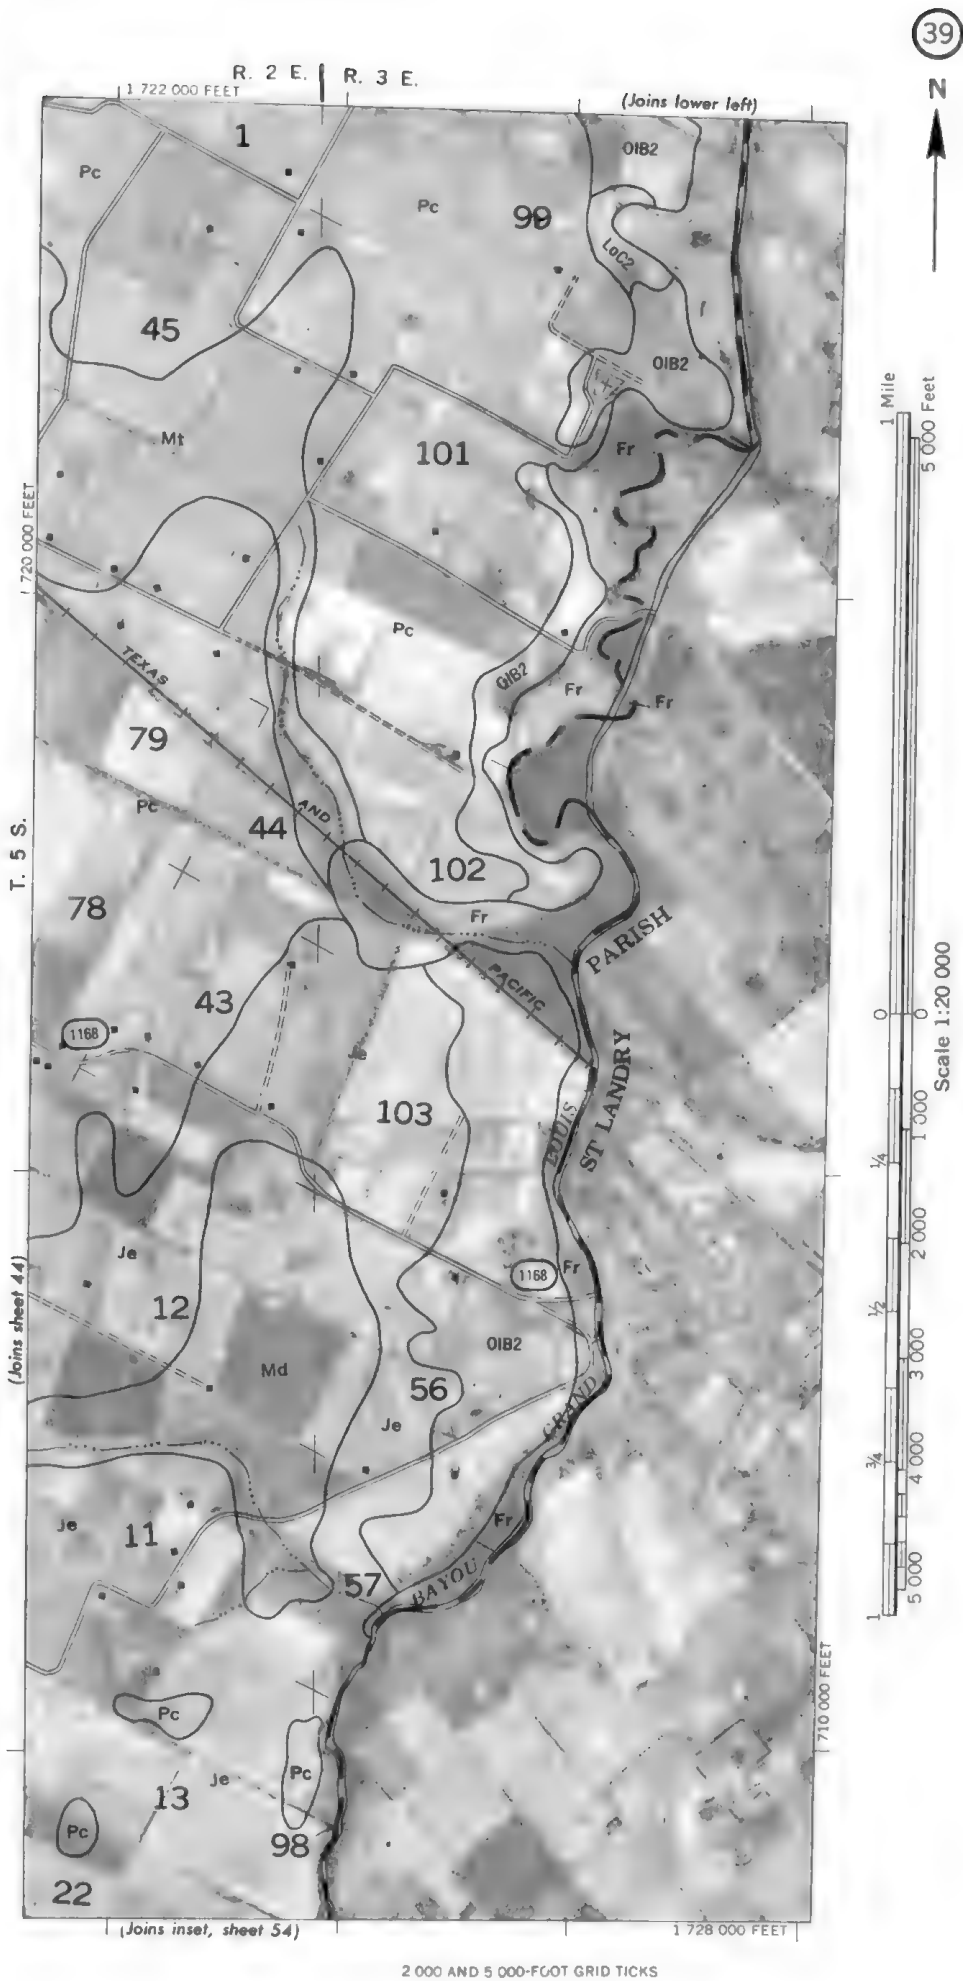 39
N
R. 2 E. | R. 3 E.
1 722 000 FEET
(Joins lower left)
1
OIB2
Pc
Pc
99
LoC2
45
OIB2
1 Mile
5 000 Feet
Mt
101
Fr
1 720 000 FEET
Pc
OIB2
TEXAS
Fr
Fr
79
Pc
AND
44
T. 5 S.
102
78
Fr
PARISH
PACIFIC
43
0
0
Scale 1:20 000
1168
ST LANDRY
103
LOUIS
1/4
1 000
Je
1168
Fr
2 000
(Joins sheet 44)
12
1/2
OIB2
3 000
Md
56
GRAND
Je
3/4
4 000
Je
11
Fr
57
BAYOU
5 000
1
710 000 FEET
Pc
Je
Pc
13
Pc
98
22
(Joins inset, sheet 54)
1 728 000 FEET
2 000 AND 5 000-FOOT GRID TICKS